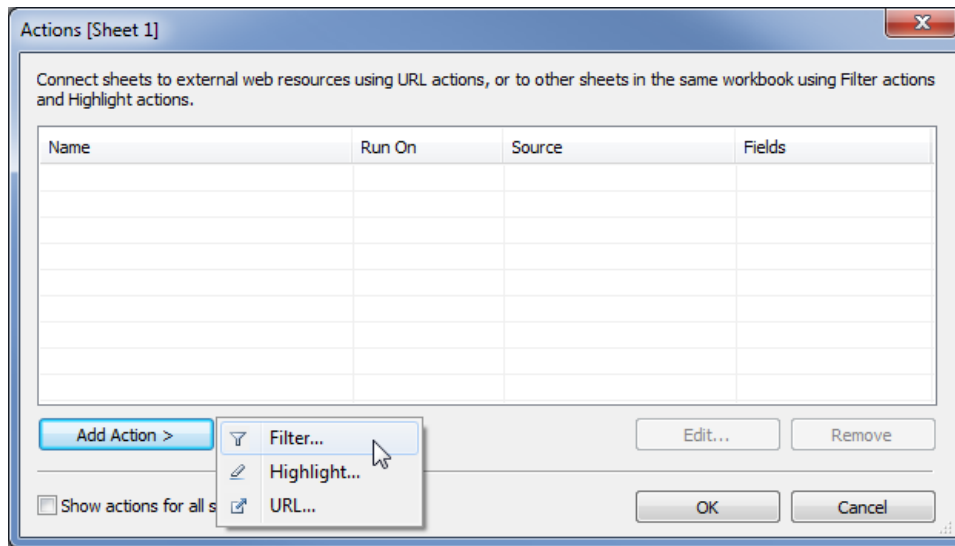 Actions [Sheet 1]
Connect sheets to external web resources using URL actions, or to other sheets in the same workbook using Filter actions
and Highlight actions.
Name Run On Source Fields
Add Action > Edit... Remove
Filter...
Highlight...
URL...
Show actions for all s
OK Cancel